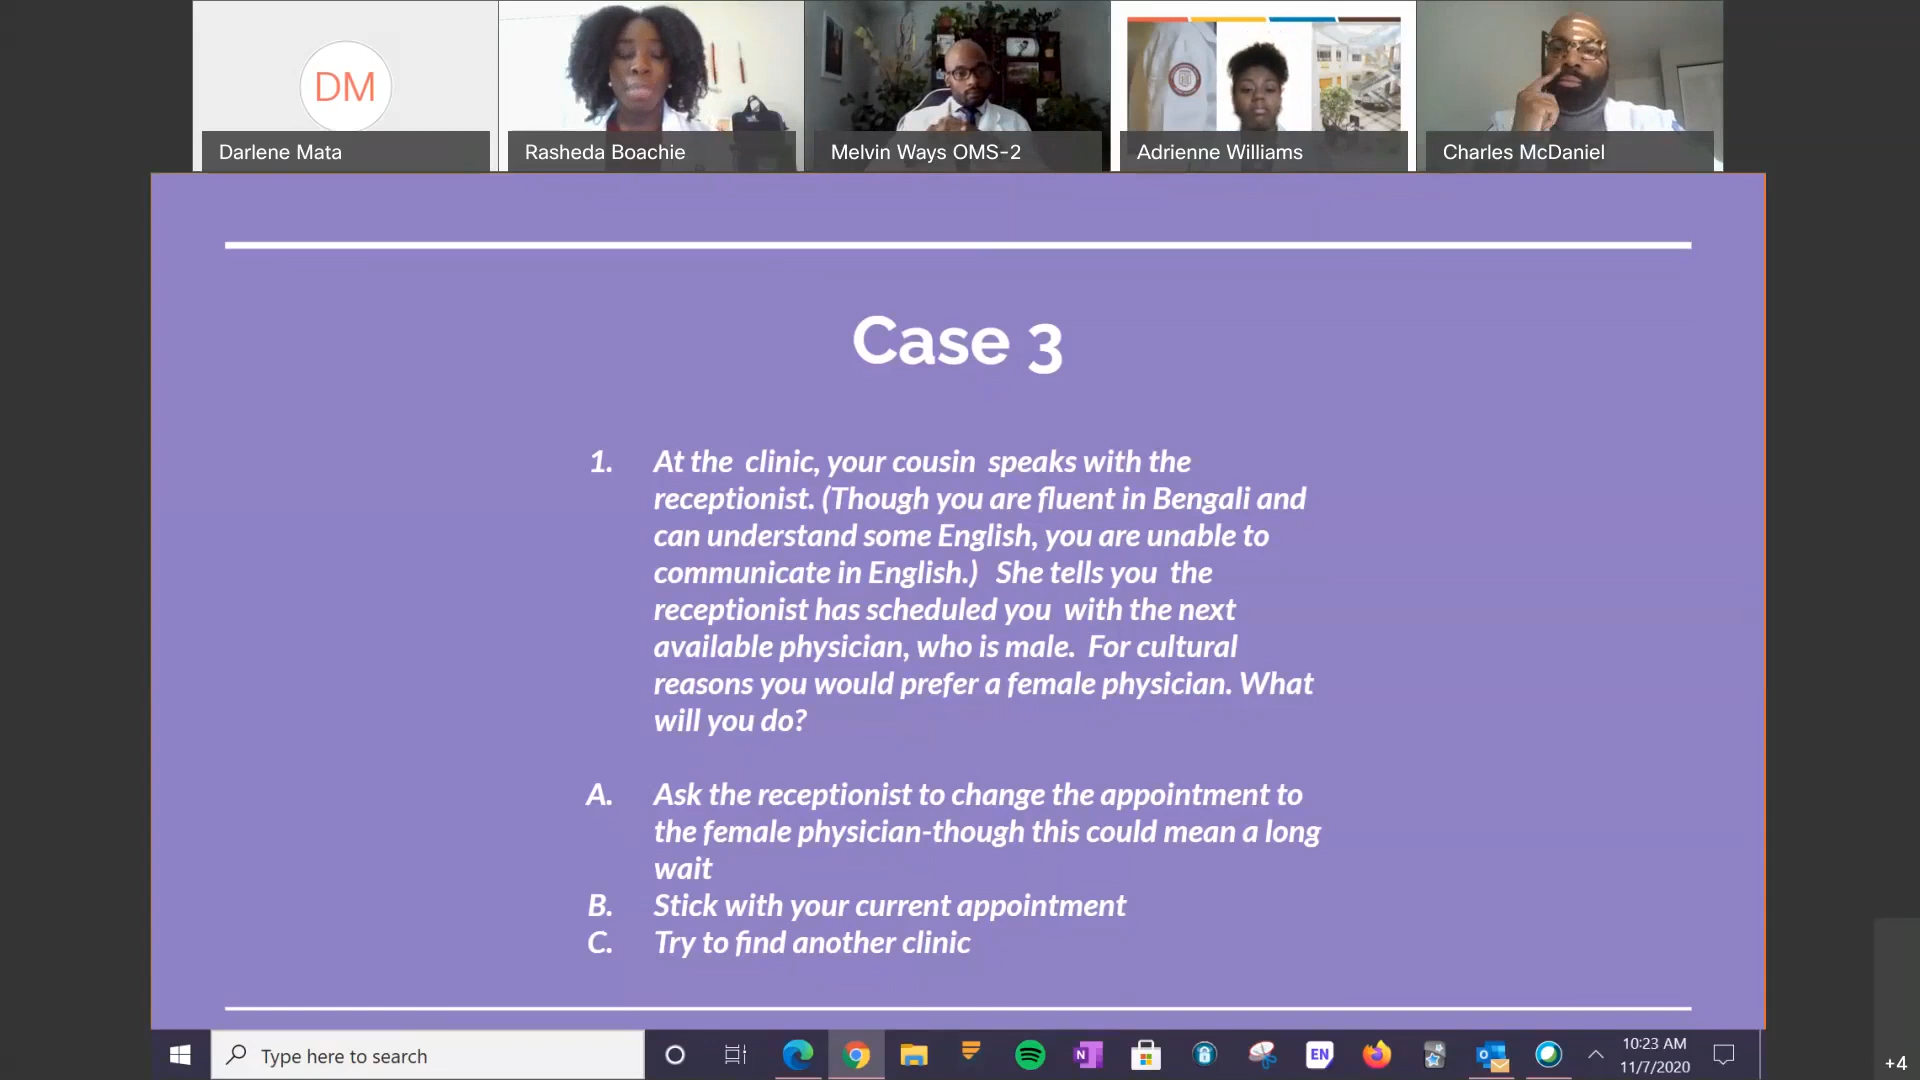 DM
Darlene Mata
Rasheda Boachie
Melvin Ways OMS-2
Adrienne Williams
Charles McDaniel
Case 3
1. At the clinic, your cousin speaks with the
receptionist. (Though you are fluent in Bengali and
can understand some English, you are unable to
communicate in English.) She tells you the
receptionist has scheduled you with the next
available physician, who is male. For cultural
reasons you would prefer a female physician. What
will you do?
A. Ask the receptionist to change the appointment to
the female physician-though this could mean a long
wait
B. Stick with your current appointment
C. Try to find another clinic
Type here to search
N
EN
10:23 AM
11/7/2020
+4